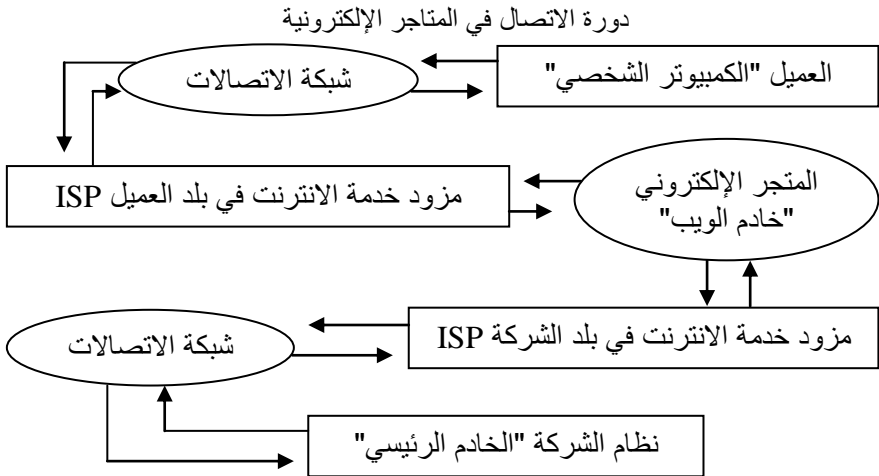 دورة الاتصال في المتاجر الإلكترونية
العميل "الكمبيوتر الشخصي"
شبكة الاتصالات
مزود خدمة الانترنت في بلد العميل ISP
المتجر الإلكتروني
"خادم الويب"
مزود خدمة الانترنت في بلد الشركة ISP
شبكة الاتصالات
نظام الشركة "الخادم الرئيسي"